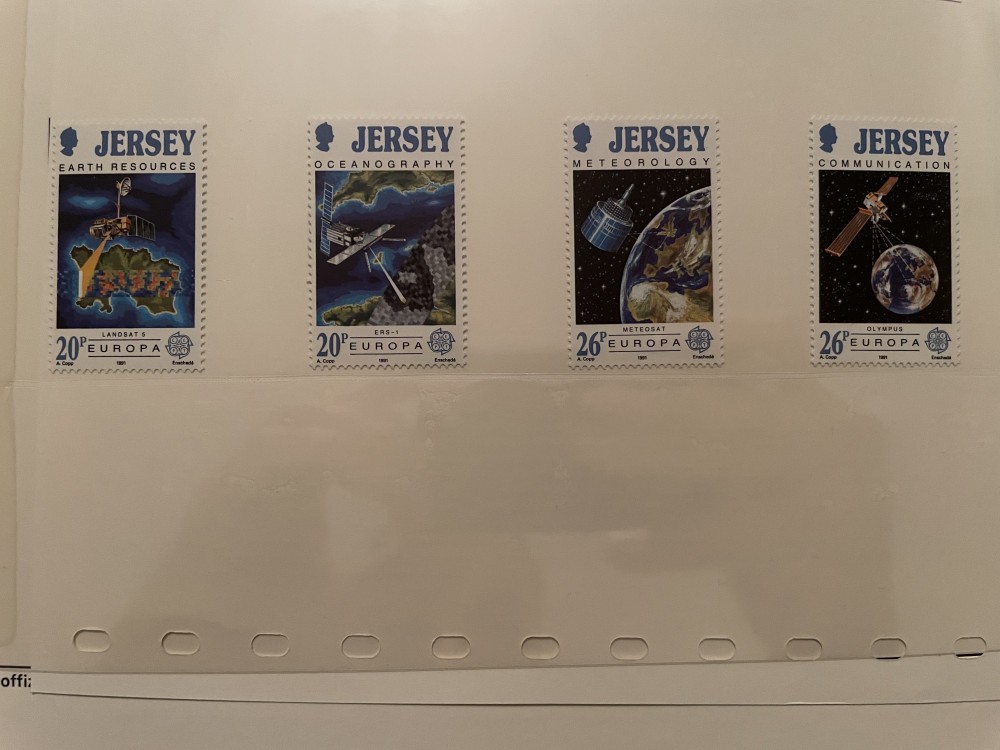 JERSEY
EARTH RESOURCES
LANDSAT 5
20P EUROPA
A. Copp 1991 Enschedé
JERSEY
OCEANOGRAPHY
ERS-1
20P EUROPA
A. Copp 1991 Enschedé
JERSEY
METEOROLOGY
METEOSAT
26P EUROPA
A. Copp 1991 Enschedé
JERSEY
COMMUNICATION
OLYMPUS
26P EUROPA
A. Copp 1991 Enschedé